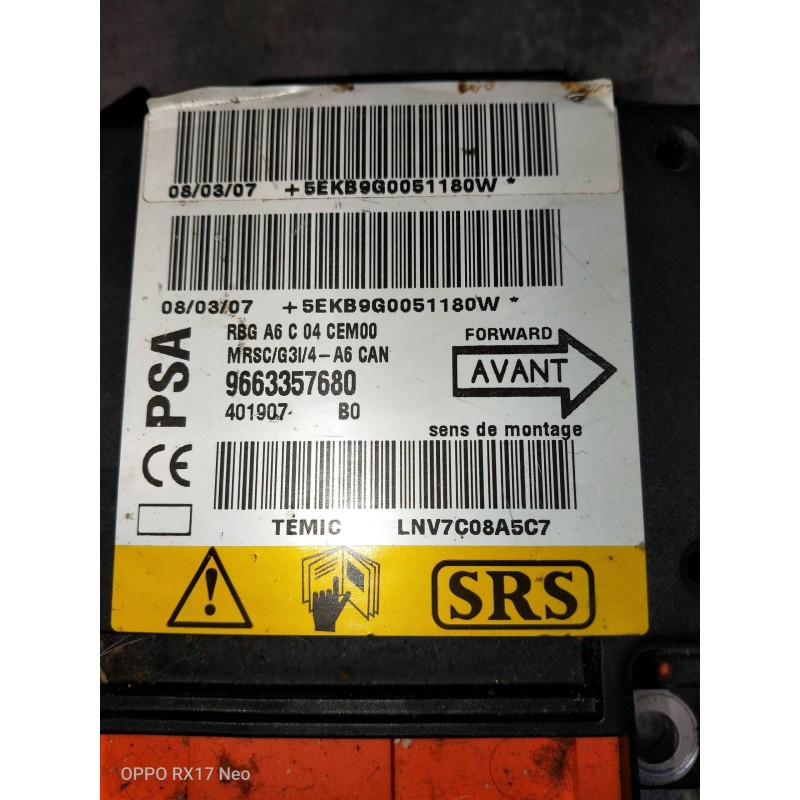 08/03/07 +5EKB9G0051180W *
08/03/07 +5EKB9G0051180W *
PSA
RBG A6 C 04 CEM00
MRSC/G3I/4-A6 CAN
9663357680
401907 B0
FORWARD
AVANT
sens de montage
CE
TEMIC LNV7C08A5C7
SRS
OPPO RX17 Neo